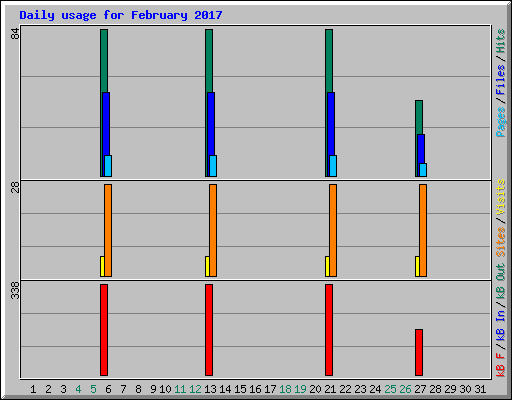 Daily usage for February 2017
84
28
338
Pages / Files / Hits
Sites / Visits
kB F / kB In / kB Out
1 2 3 4 5 6 7 8 9 10 11 12 13 14 15 16 17 18 19 20 21 22 23 24 25 26 27 28 29 30 31